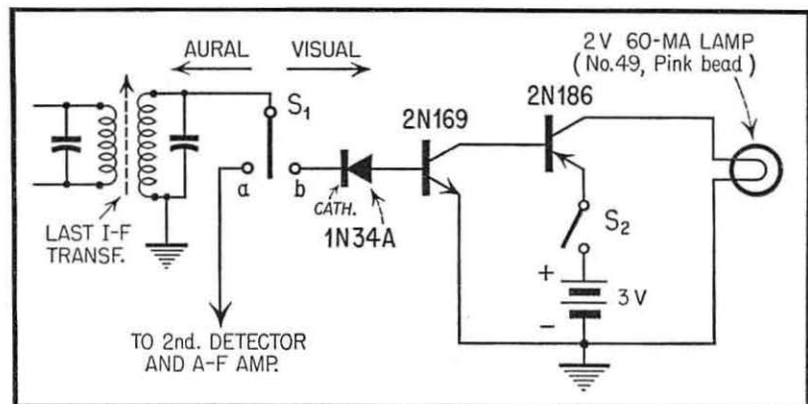 AURAL
VISUAL
2V 60-MA LAMP
(No.49, Pink bead)
S₁
2N169
2N186
a
b
CATH.
1N34A
LAST I-F
TRANSF.
S₂
+
3 V
−
TO 2nd. DETECTOR
AND A-F AMP.